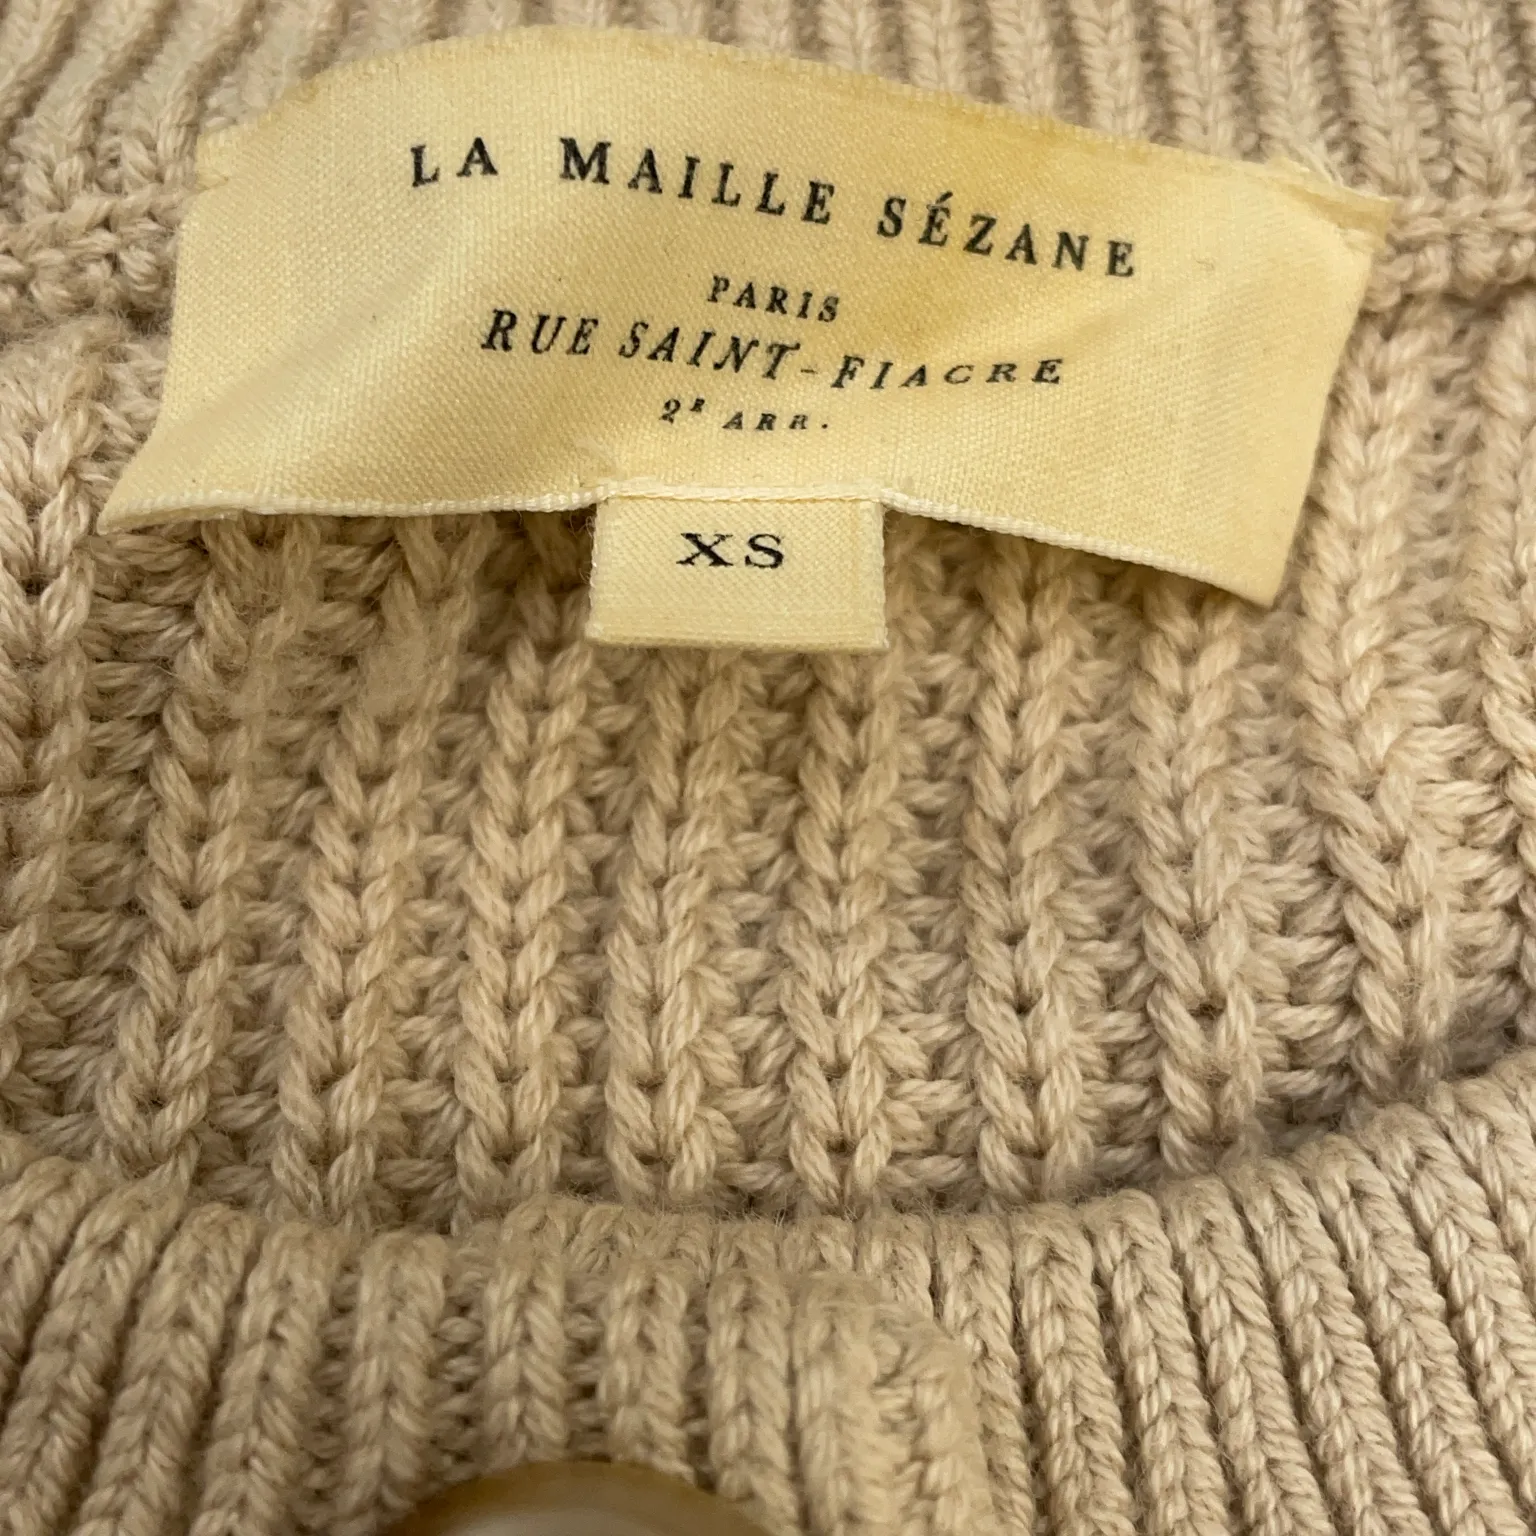 LA MAILLE SÉZANE
PARIS
RUE SAINT-FIACRE
2E ARR.
XS